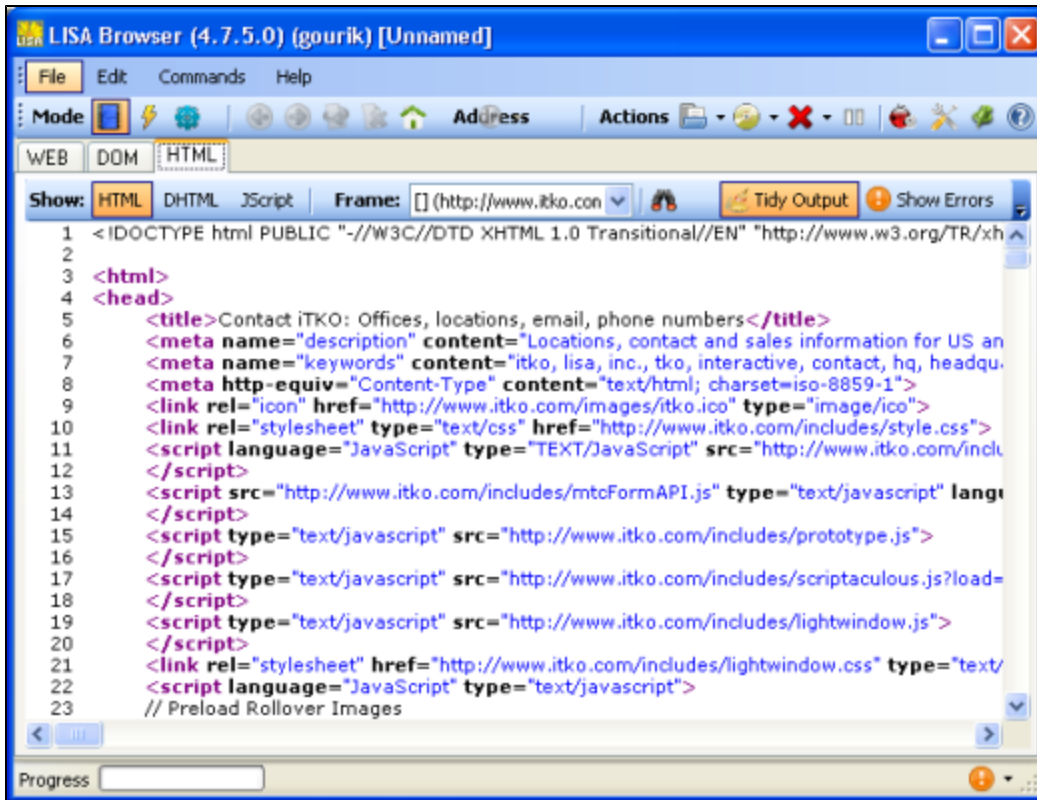 LISA Browser (4.7.5.0) (gourik) [Unnamed]
File Edit Commands Help
Mode Address Actions
WEB DOM HTML
Show: HTML DHTML JScript Frame: [] (http://www.itko.con Tidy Output Show Errors
1 <!DOCTYPE html PUBLIC "-//W3C//DTD XHTML 1.0 Transitional//EN" "http://www.w3.org/TR/xh
2
3 <html>
4 <head>
5 <title>Contact iTKO: Offices, locations, email, phone numbers</title>
6 <meta name="description" content="Locations, contact and sales information for US an
7 <meta name="keywords" content="itko, lisa, inc., tko, interactive, contact, hq, headqua
8 <meta http-equiv="Content-Type" content="text/html; charset=iso-8859-1">
9 <link rel="icon" href="http://www.itko.com/images/itko.ico" type="image/ico">
10 <link rel="stylesheet" type="text/css" href="http://www.itko.com/includes/style.css">
11 <script language="JavaScript" type="TEXT/JavaScript" src="http://www.itko.com/inclu
12 </script>
13 <script src="http://www.itko.com/includes/mtcFormAPI.js" type="text/javascript" langu
14 </script>
15 <script type="text/javascript" src="http://www.itko.com/includes/prototype.js">
16 </script>
17 <script type="text/javascript" src="http://www.itko.com/includes/scriptaculous.js?load=
18 </script>
19 <script type="text/javascript" src="http://www.itko.com/includes/lightwindow.js">
20 </script>
21 <link rel="stylesheet" href="http://www.itko.com/includes/lightwindow.css" type="text/
22 <script language="JavaScript" type="text/javascript">
23 // Preload Rollover Images
Progress